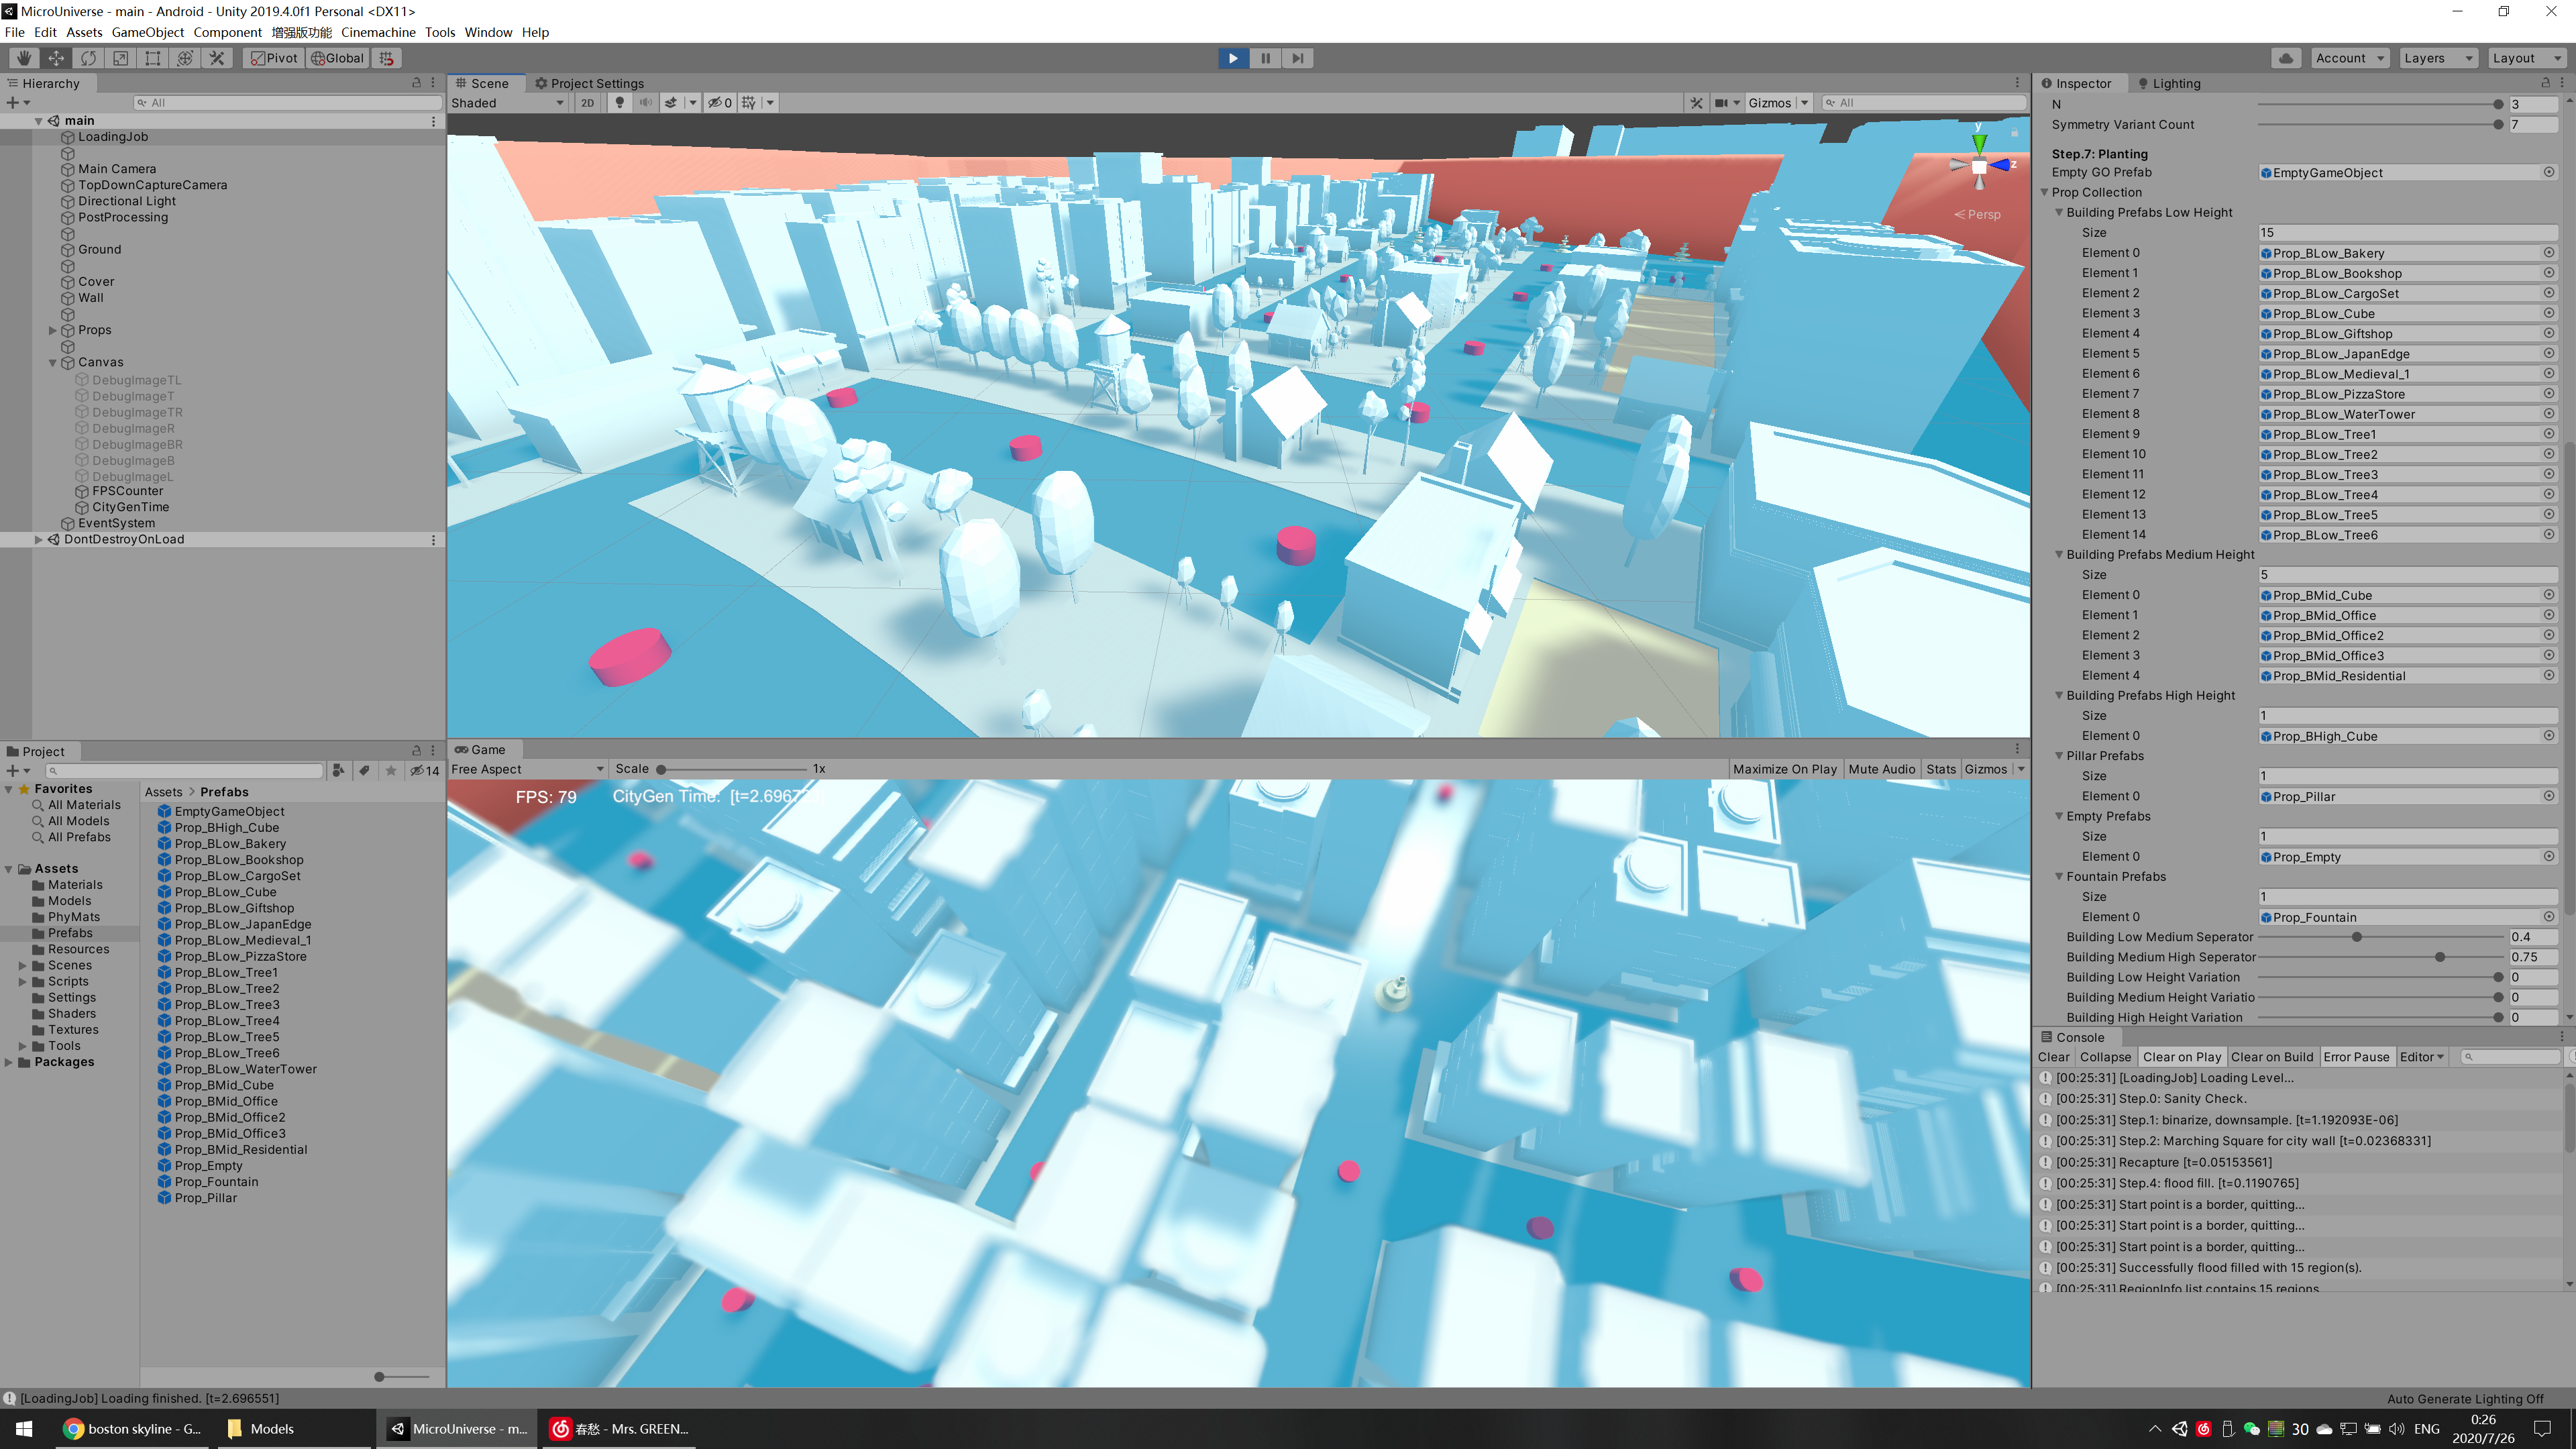 MicroUniverse - main - Android - Unity 2019.4.0f1 Personal <DX11>
File Edit Assets GameObject Component 增强版功能 Cinemachine Tools Window Help
Pivot Global
Account Layers Layout
Hierarchy
All
main
LoadingJob
Main Camera
TopDownCaptureCamera
Directional Light
PostProcessing
Ground
Cover
Wall
Props
Canvas
DebugImageTL
DebugImageT
DebugImageTR
DebugImageR
DebugImageBR
DebugImageB
DebugImageL
FPSCounter
CityGenTime
EventSystem
DontDestroyOnLoad
Scene Project Settings
Shaded 2D 0 Gizmos All
y
z
Persp
Project
14
Favorites
All Materials
All Models
All Prefabs
Assets
Materials
Models
PhyMats
Prefabs
Resources
Scenes
Scripts
Settings
Shaders
Textures
Tools
Packages
Assets > Prefabs
EmptyGameObject
Prop_BHigh_Cube
Prop_BLow_Bakery
Prop_BLow_Bookshop
Prop_BLow_CargoSet
Prop_BLow_Cube
Prop_BLow_Giftshop
Prop_BLow_JapanEdge
Prop_BLow_Medieval_1
Prop_BLow_PizzaStore
Prop_BLow_Tree1
Prop_BLow_Tree2
Prop_BLow_Tree3
Prop_BLow_Tree4
Prop_BLow_Tree5
Prop_BLow_Tree6
Prop_BLow_WaterTower
Prop_BMid_Cube
Prop_BMid_Office
Prop_BMid_Office2
Prop_BMid_Office3
Prop_BMid_Residential
Prop_Empty
Prop_Fountain
Prop_Pillar
Game
Free Aspect Scale 1x Maximize On Play Mute Audio Stats Gizmos
FPS: 79 CityGen Time:
Inspector Lighting
N 3
Symmetry Variant Count 7
Step.7: Planting
Empty GO Prefab EmptyGameObject
Prop Collection
Building Prefabs Low Height
Size 15
Element 0 Prop_BLow_Bakery
Element 1 Prop_BLow_Bookshop
Element 2 Prop_BLow_CargoSet
Element 3 Prop_BLow_Cube
Element 4 Prop_BLow_Giftshop
Element 5 Prop_BLow_JapanEdge
Element 6 Prop_BLow_Medieval_1
Element 7 Prop_BLow_PizzaStore
Element 8 Prop_BLow_WaterTower
Element 9 Prop_BLow_Tree1
Element 10 Prop_BLow_Tree2
Element 11 Prop_BLow_Tree3
Element 12 Prop_BLow_Tree4
Element 13 Prop_BLow_Tree5
Element 14 Prop_BLow_Tree6
Building Prefabs Medium Height
Size 5
Element 0 Prop_BMid_Cube
Element 1 Prop_BMid_Office
Element 2 Prop_BMid_Office2
Element 3 Prop_BMid_Office3
Element 4 Prop_BMid_Residential
Building Prefabs High Height
Size 1
Element 0 Prop_BHigh_Cube
Pillar Prefabs
Size 1
Element 0 Prop_Pillar
Empty Prefabs
Size 1
Element 0 Prop_Empty
Fountain Prefabs
Size 1
Element 0 Prop_Fountain
Building Low Medium Seperator 0.4
Building Medium High Seperator 0.75
Building Low Height Variation 0
Building Medium Height Variatio 0
Building High Height Variation 0
Console
Clear Collapse Clear on Play Clear on Build Error Pause Editor
[00:25:31] [LoadingJob] Loading Level...
[00:25:31] Step.0: Sanity Check.
[00:25:31] Step.1: binarize, downsample. [t=1.192093E-06]
[00:25:31] Step.2: Marching Square for city wall [t=0.02368331]
[00:25:31] Recapture [t=0.05153561]
[00:25:31] Step.4: flood fill. [t=0.1190765]
[00:25:31] Start point is a border, quitting...
[00:25:31] Start point is a border, quitting...
[00:25:31] Start point is a border, quitting...
[00:25:31] Successfully flood filled with 15 region(s).
[00:25:31] RegionInfo list contains 15 regions
[LoadingJob] Loading finished. [t=2.696551]
Auto Generate Lighting Off
boston skyline - G...
Models
MicroUniverse - m...
春愁 - Mrs. GREEN...
30
ENG
0:26
2020/7/26